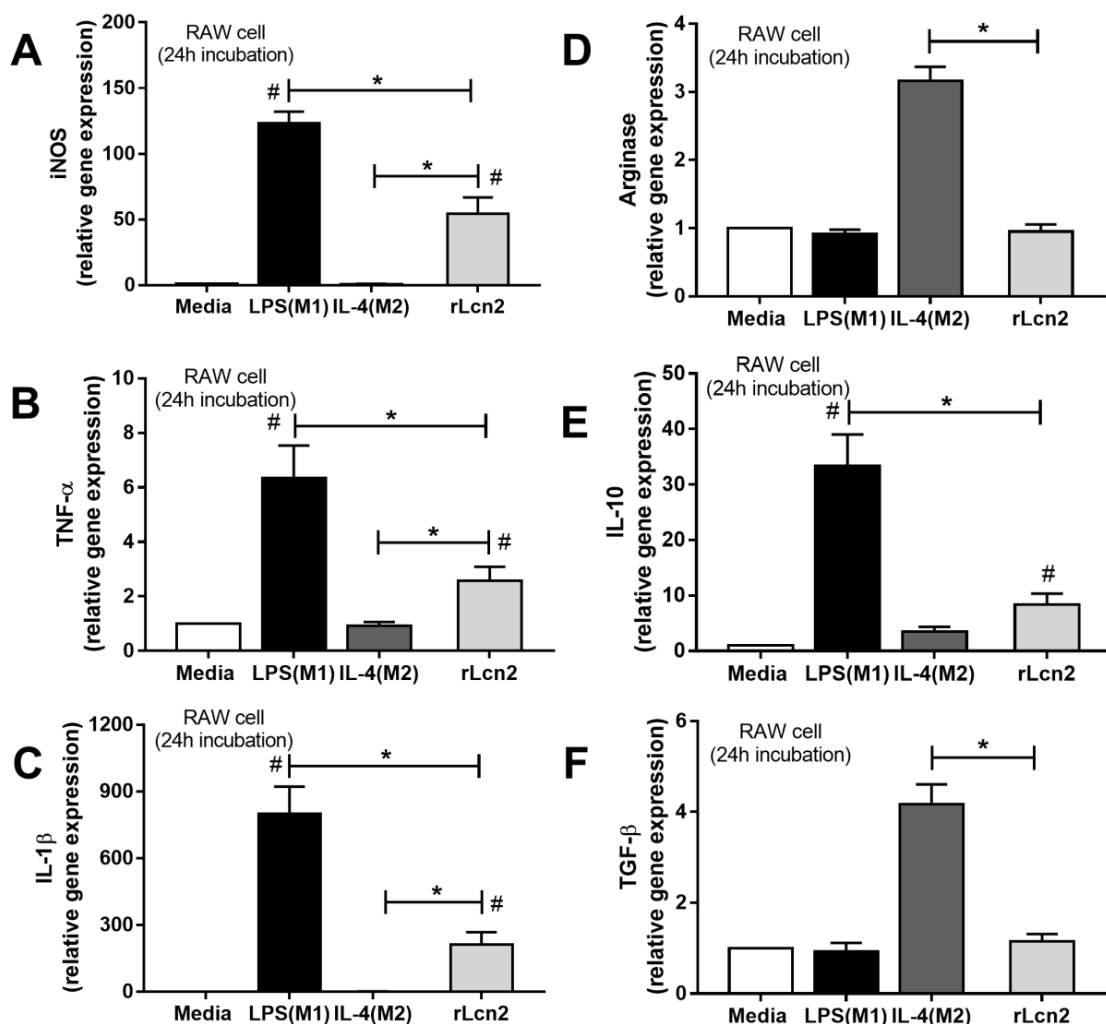 A
RAW cell
(24h incubation)
iNOS
(relative gene expression)
200
150
100
50
0
#
*
*
#
Media LPS(M1) IL-4(M2) rLcn2
B
RAW cell
(24h incubation)
TNF-α
(relative gene expression)
10
8
6
4
2
0
#
*
*
#
Media LPS(M1) IL-4(M2) rLcn2
C
RAW cell
(24h incubation)
IL-1β
(relative gene expression)
1200
900
600
300
0
#
*
*
#
Media LPS(M1) IL-4(M2) rLcn2
D
RAW cell
(24h incubation)
Arginase
(relative gene expression)
4
3
2
1
0
*
Media LPS(M1) IL-4(M2) rLcn2
E
RAW cell
(24h incubation)
IL-10
(relative gene expression)
50
40
30
20
10
0
#
*
#
Media LPS(M1) IL-4(M2) rLcn2
F
RAW cell
(24h incubation)
TGF-β
(relative gene expression)
6
4
2
0
*
Media LPS(M1) IL-4(M2) rLcn2